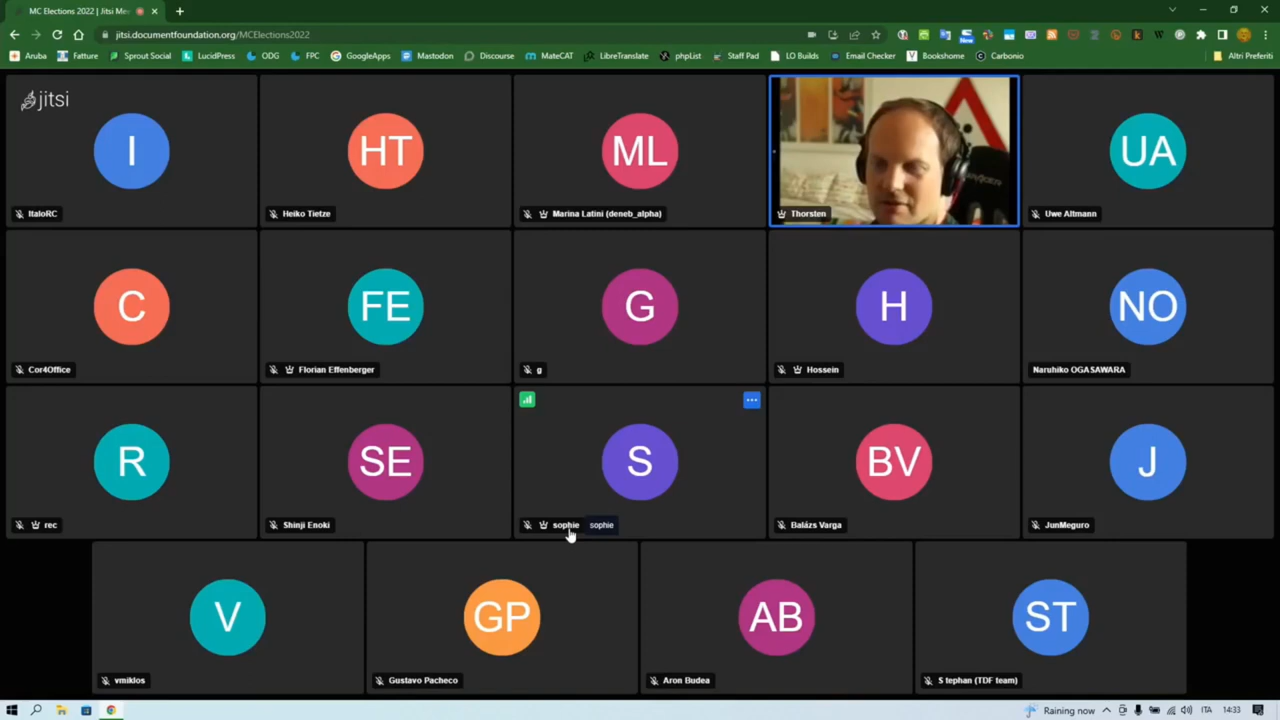 MC Elections 2022 | Jitsi Mee
jitsi.documentfoundation.org/MCElections2022
Aruba Fatture Sprout Social LucidPress ODG FPC GoogleApps Mastodon Discourse MateCAT LibreTranslate phpList Staff Pad LO Builds Email Checker Bookshome Carbonio Altri Preferiti
jitsi
I HT ML UA
ItaloRC Heiko Tietze Marina Latini (deneb_alpha) Thorsten Uwe Altmann
C FE G H NO
Cor4Office Florian Effenberger g Hossein Naruhiko OGASAWARA
R SE S BV J
rec Shinji Enoki sophie sophie Balázs Varga JunMeguro
V GP AB ST
vmiklos Gustavo Pacheco Aron Budea S tephan (TDF team)
Raining now ITA 14:33